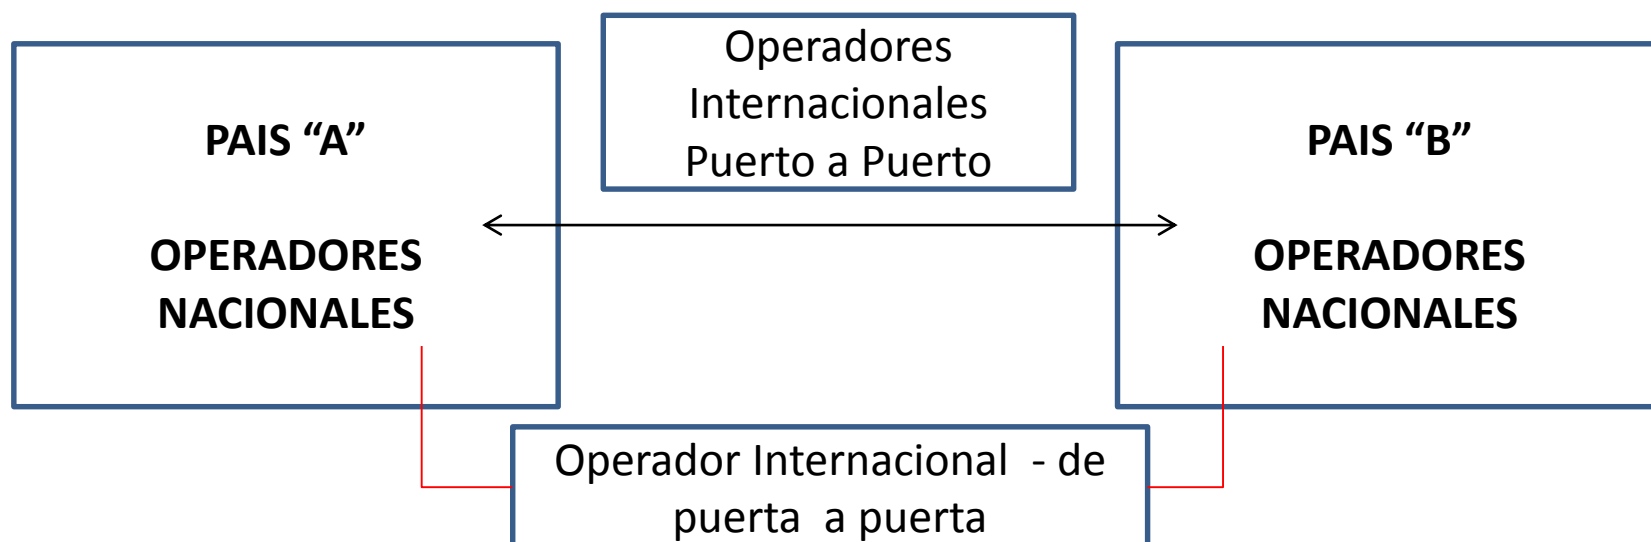 Operadores
Internacionales
Puerto a Puerto
PAIS “A”
OPERADORES
NACIONALES
PAIS “B”
OPERADORES
NACIONALES
Operador Internacional - de
puerta a puerta